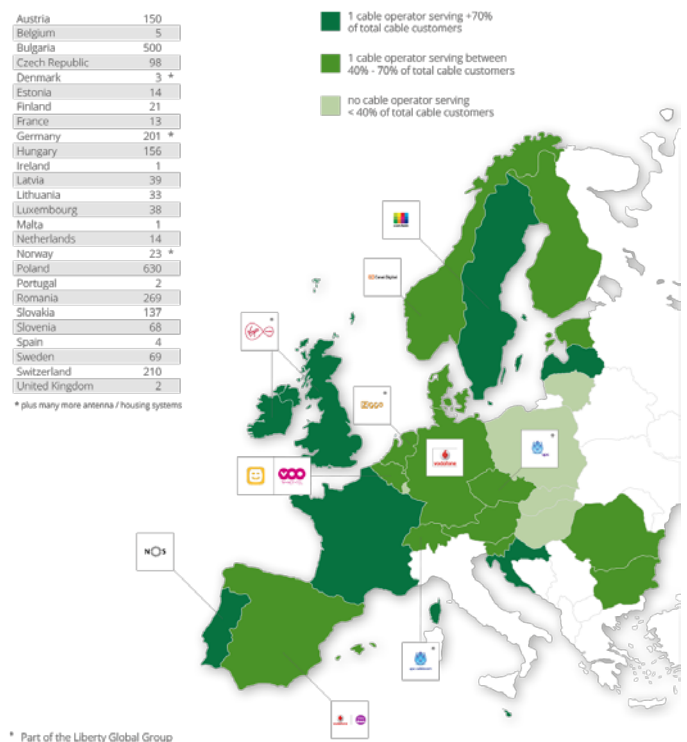 Austria 150
Belgium 5
Bulgaria 500
Czech Republic 98
Denmark 3 *
Estonia 14
Finland 21
France 13
Germany 201 *
Hungary 156
Ireland 1
Latvia 39
Lithuania 33
Luxembourg 38
Malta 1
Netherlands 14
Norway 23 *
Poland 630
Portugal 2
Romania 269
Slovakia 137
Slovenia 68
Spain 4
Sweden 69
Switzerland 210
United Kingdom 2
* plus many more antenna / housing systems
1 cable operator serving +70%
of total cable customers
1 cable operator serving between
40% - 70% of total cable customers
no cable operator serving
< 40% of total cable customers
Canal Digital
*
*
Ziggo
vodafone
*
upc
voo
NOS
*
vodafone
* Part of the Liberty Global Group